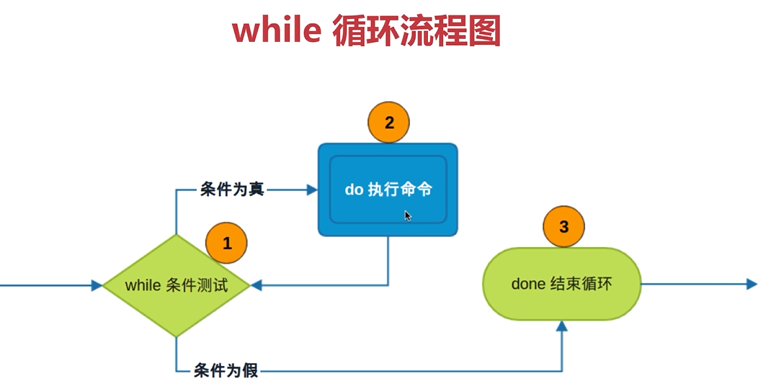 while 循环流程图
2
条件为真
do 执行命令
1
3
while 条件测试
done 结束循环
条件为假